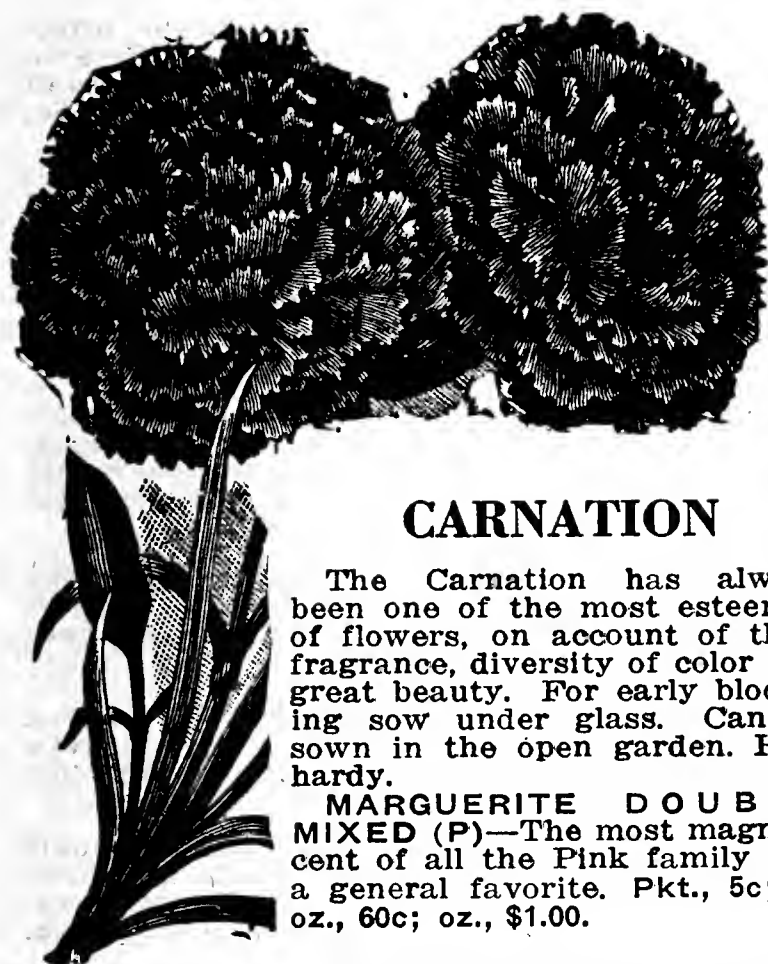 CARNATION
The Carnation has alw
been one of the most esteem
of flowers, on account of th
fragrance, diversity of color
great beauty. For early bloo
ing sow under glass. Can
sown in the open garden. H
hardy.
MARGUERITE DOUB
MIXED (P)—The most magn
cent of all the Pink family
a general favorite. Pkt., 5c;
oz., 60c; oz., $1.00.